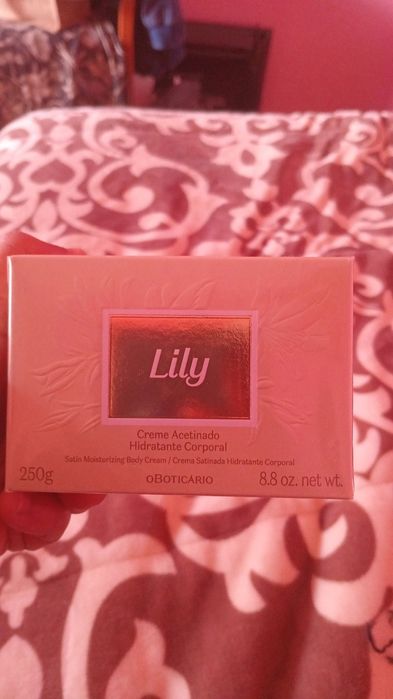 Lily
Creme Acetinado
Hidratante Corporal
Satin Moisturizing Body Cream / Crema Satinada Hidratante Corporal
250g
oBOTICÁRIO
8.8 oz. net wt.